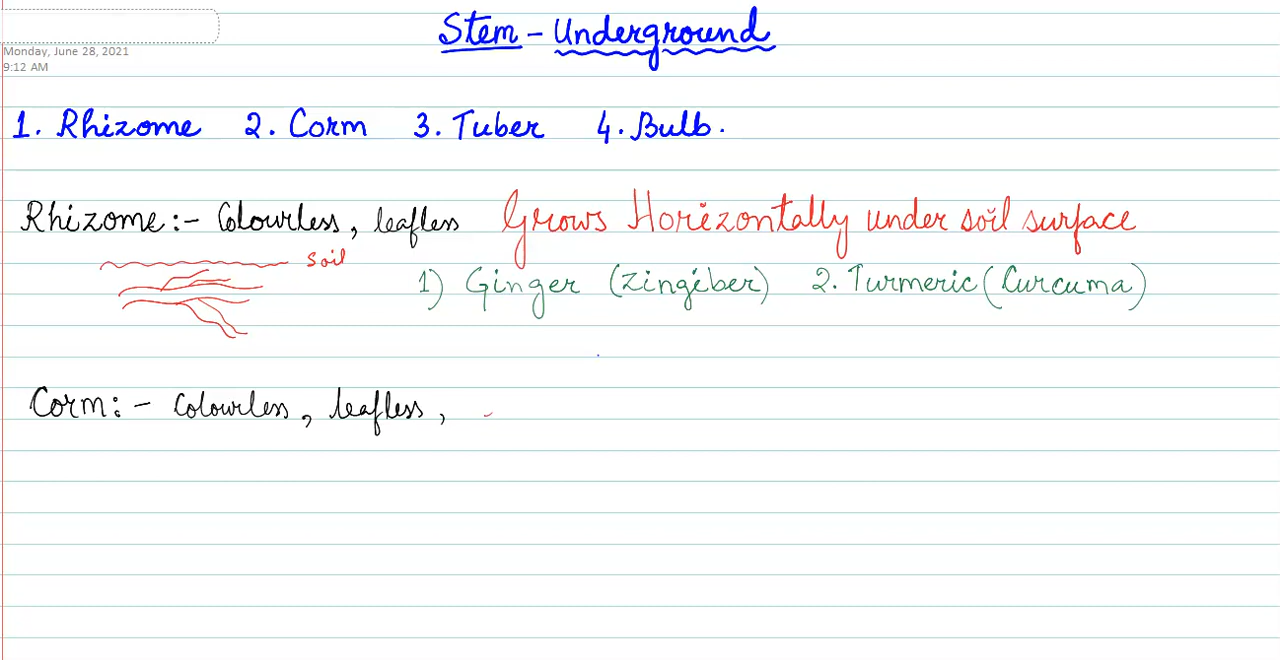 Stem - Underground
Monday, June 28, 2021
9:12 AM
1. Rhizome 2. Corm 3. Tuber 4. Bulb.
Rhizome :- Colourless, leafless Grows Horizontally under soil surface
soil
1) Ginger (Zingiber) 2. Turmeric (Curcuma)
Corm :- Colourless, leafless,